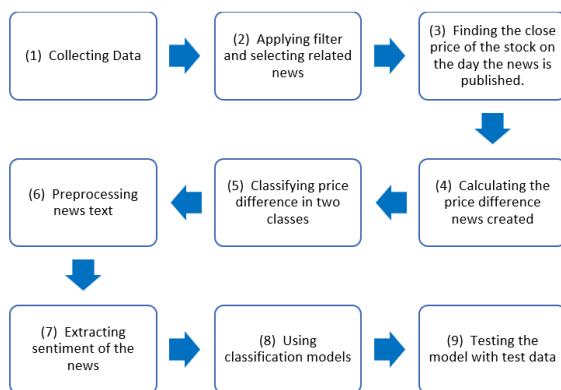 (1) Collecting Data
(2) Applying filter
and selecting related
news
(3) Finding the close
price of the stock on
the day the news is
published.
(4) Calculating the
price difference
news created
(5) Classifying price
difference in two
classes
(6) Preprocessing
news text
(7) Extracting
sentiment of the
news
(8) Using
classification models
(9) Testing the
model with test data